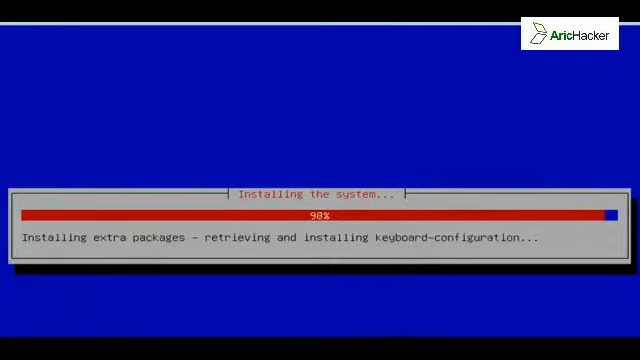 AricHacker
Installing the system...
98%
Installing extra packages - retrieving and installing keyboard-configuration...